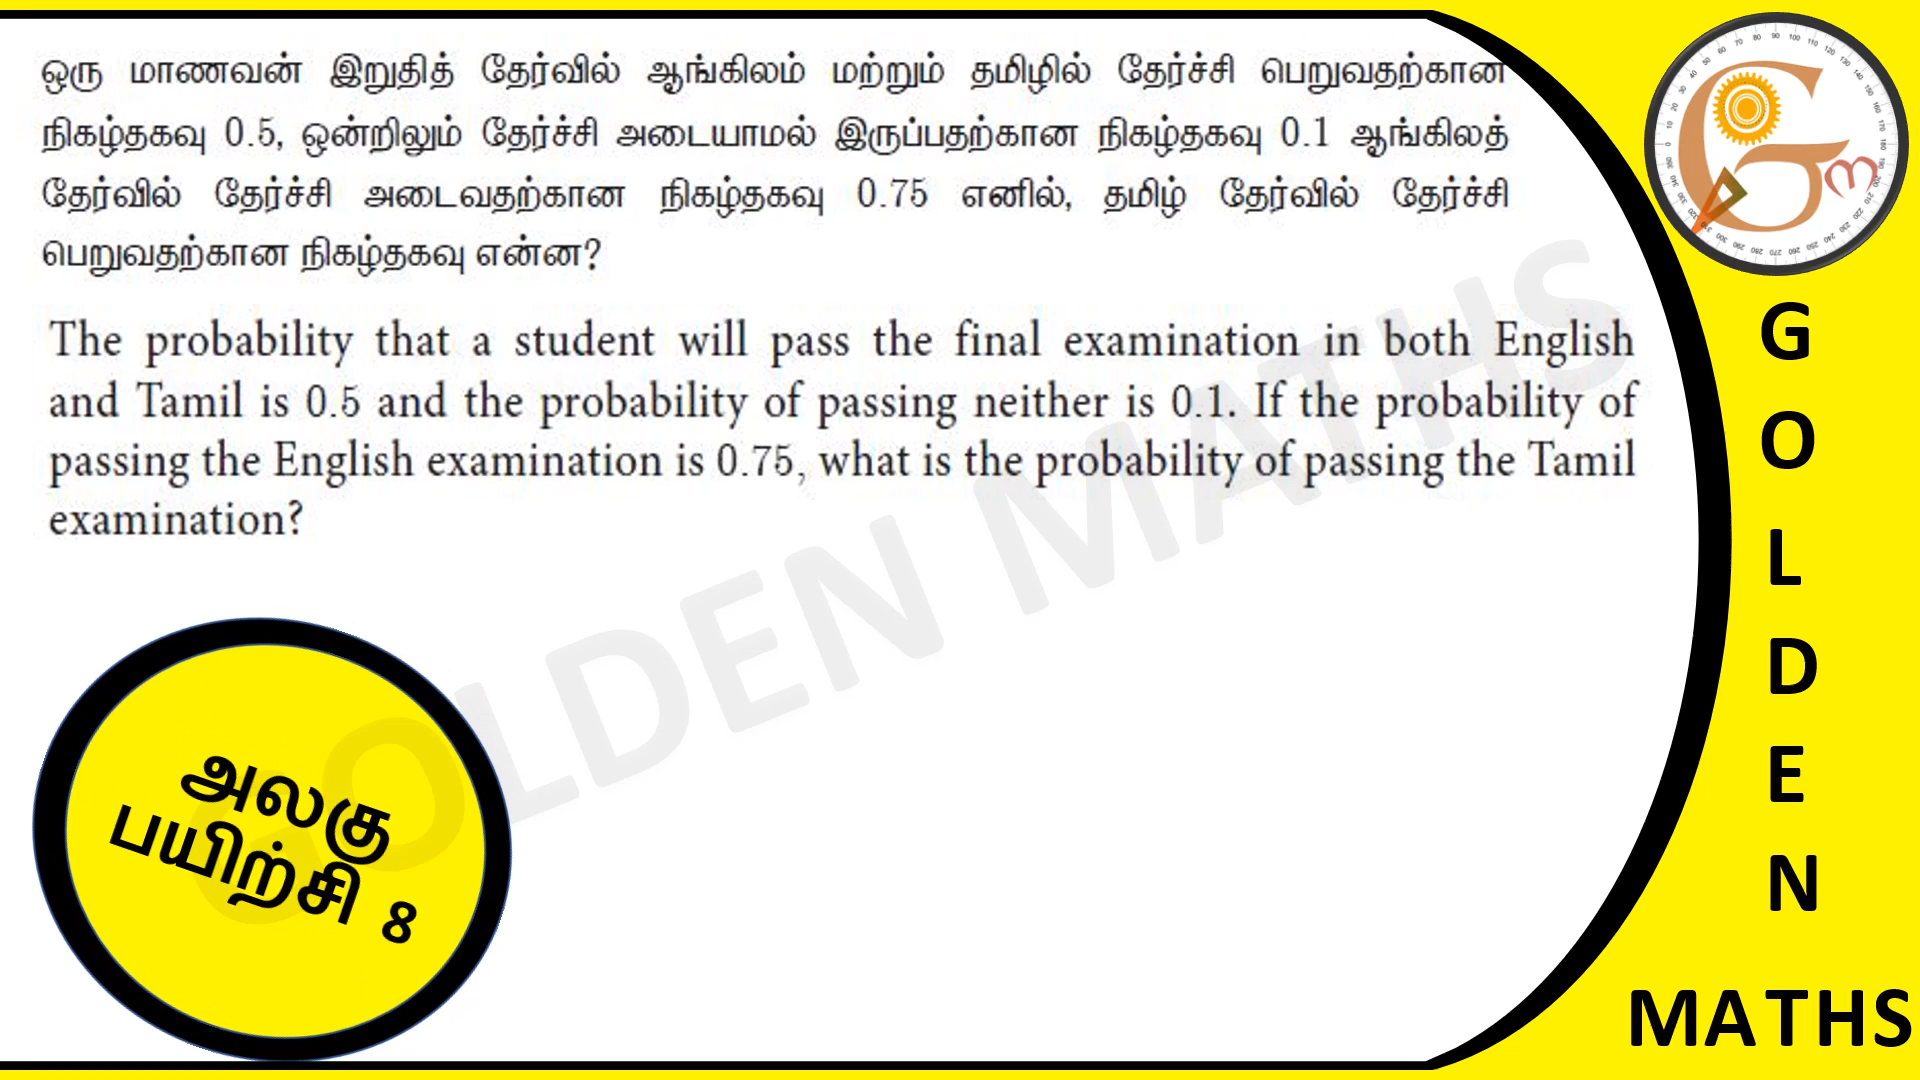 ஒரு மாணவன் இறுதித் தேர்வில் ஆங்கிலம் மற்றும் தமிழில் தேர்ச்சி பெறுவதற்கான
நிகழ்தகவு 0.5, ஒன்றிலும் தேர்ச்சி அடையாமல் இருப்பதற்கான நிகழ்தகவு 0.1 ஆங்கிலத்
தேர்வில் தேர்ச்சி அடைவதற்கான நிகழ்தகவு 0.75 எனில், தமிழ் தேர்வில் தேர்ச்சி
பெறுவதற்கான நிகழ்தகவு என்ன?
The probability that a student will pass the final examination in both English
and Tamil is 0.5 and the probability of passing neither is 0.1. If the probability of
passing the English examination is 0.75, what is the probability of passing the Tamil
examination?
GOLDEN MATHS
அலகு
பயிற்சி 8
G
O
L
D
E
N
MATHS